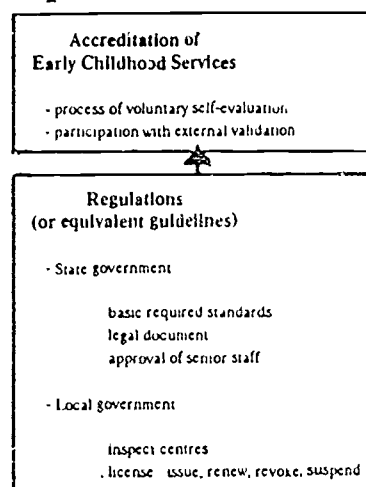 Accreditation of
Early Childhood Services
- process of voluntary self-evaluation
- participation with external validation
Regulations
(or equivalent guidelines)
- State government
basic required standards
legal document
approval of senior staff
- Local government
inspect centres
. license issue, renew, revoke, suspend